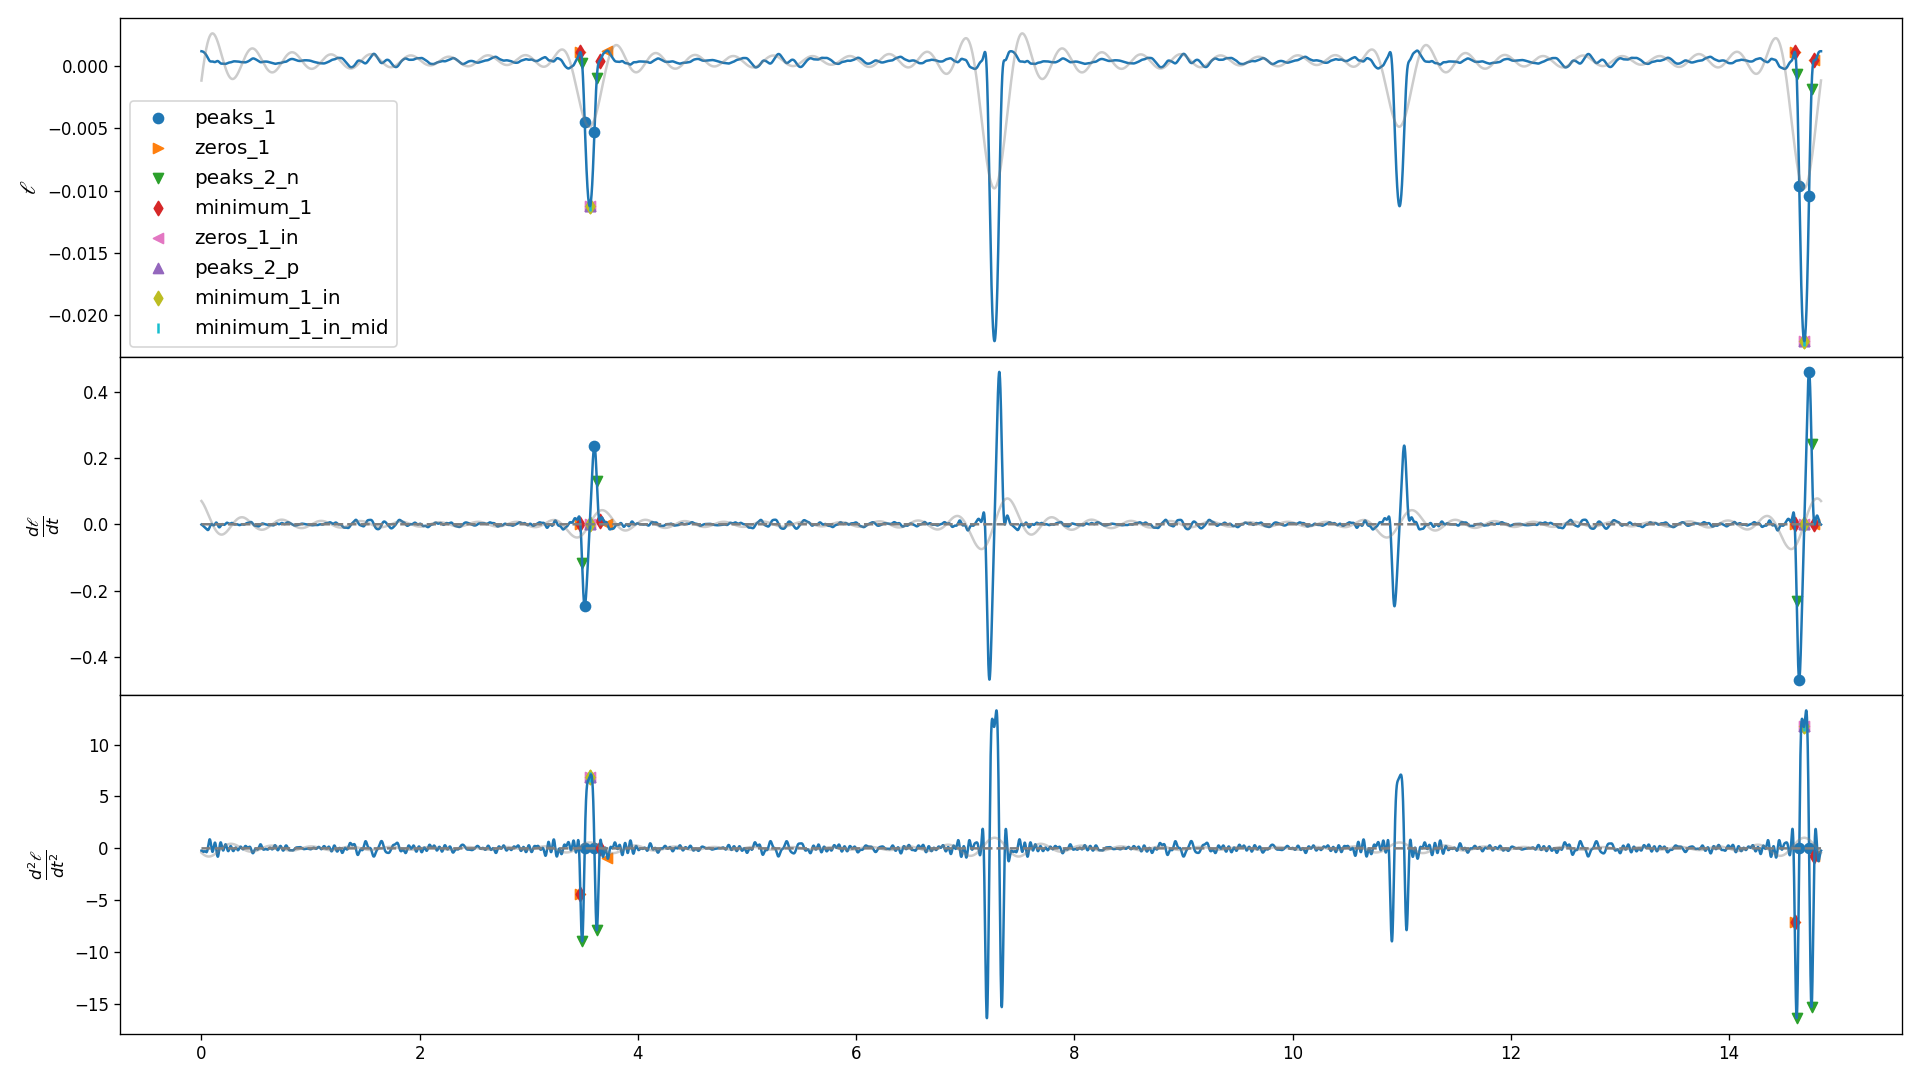 0.000
−0.005
−0.010
−0.015
−0.020
ℓ
peaks_1
zeros_1
peaks_2_n
minimum_1
zeros_1_in
peaks_2_p
minimum_1_in
minimum_1_in_mid
0.4
0.2
0.0
−0.2
−0.4
dℓ
dt
10
5
0
−5
−10
−15
d²ℓ
dt²
0 2 4 6 8 10 12 14